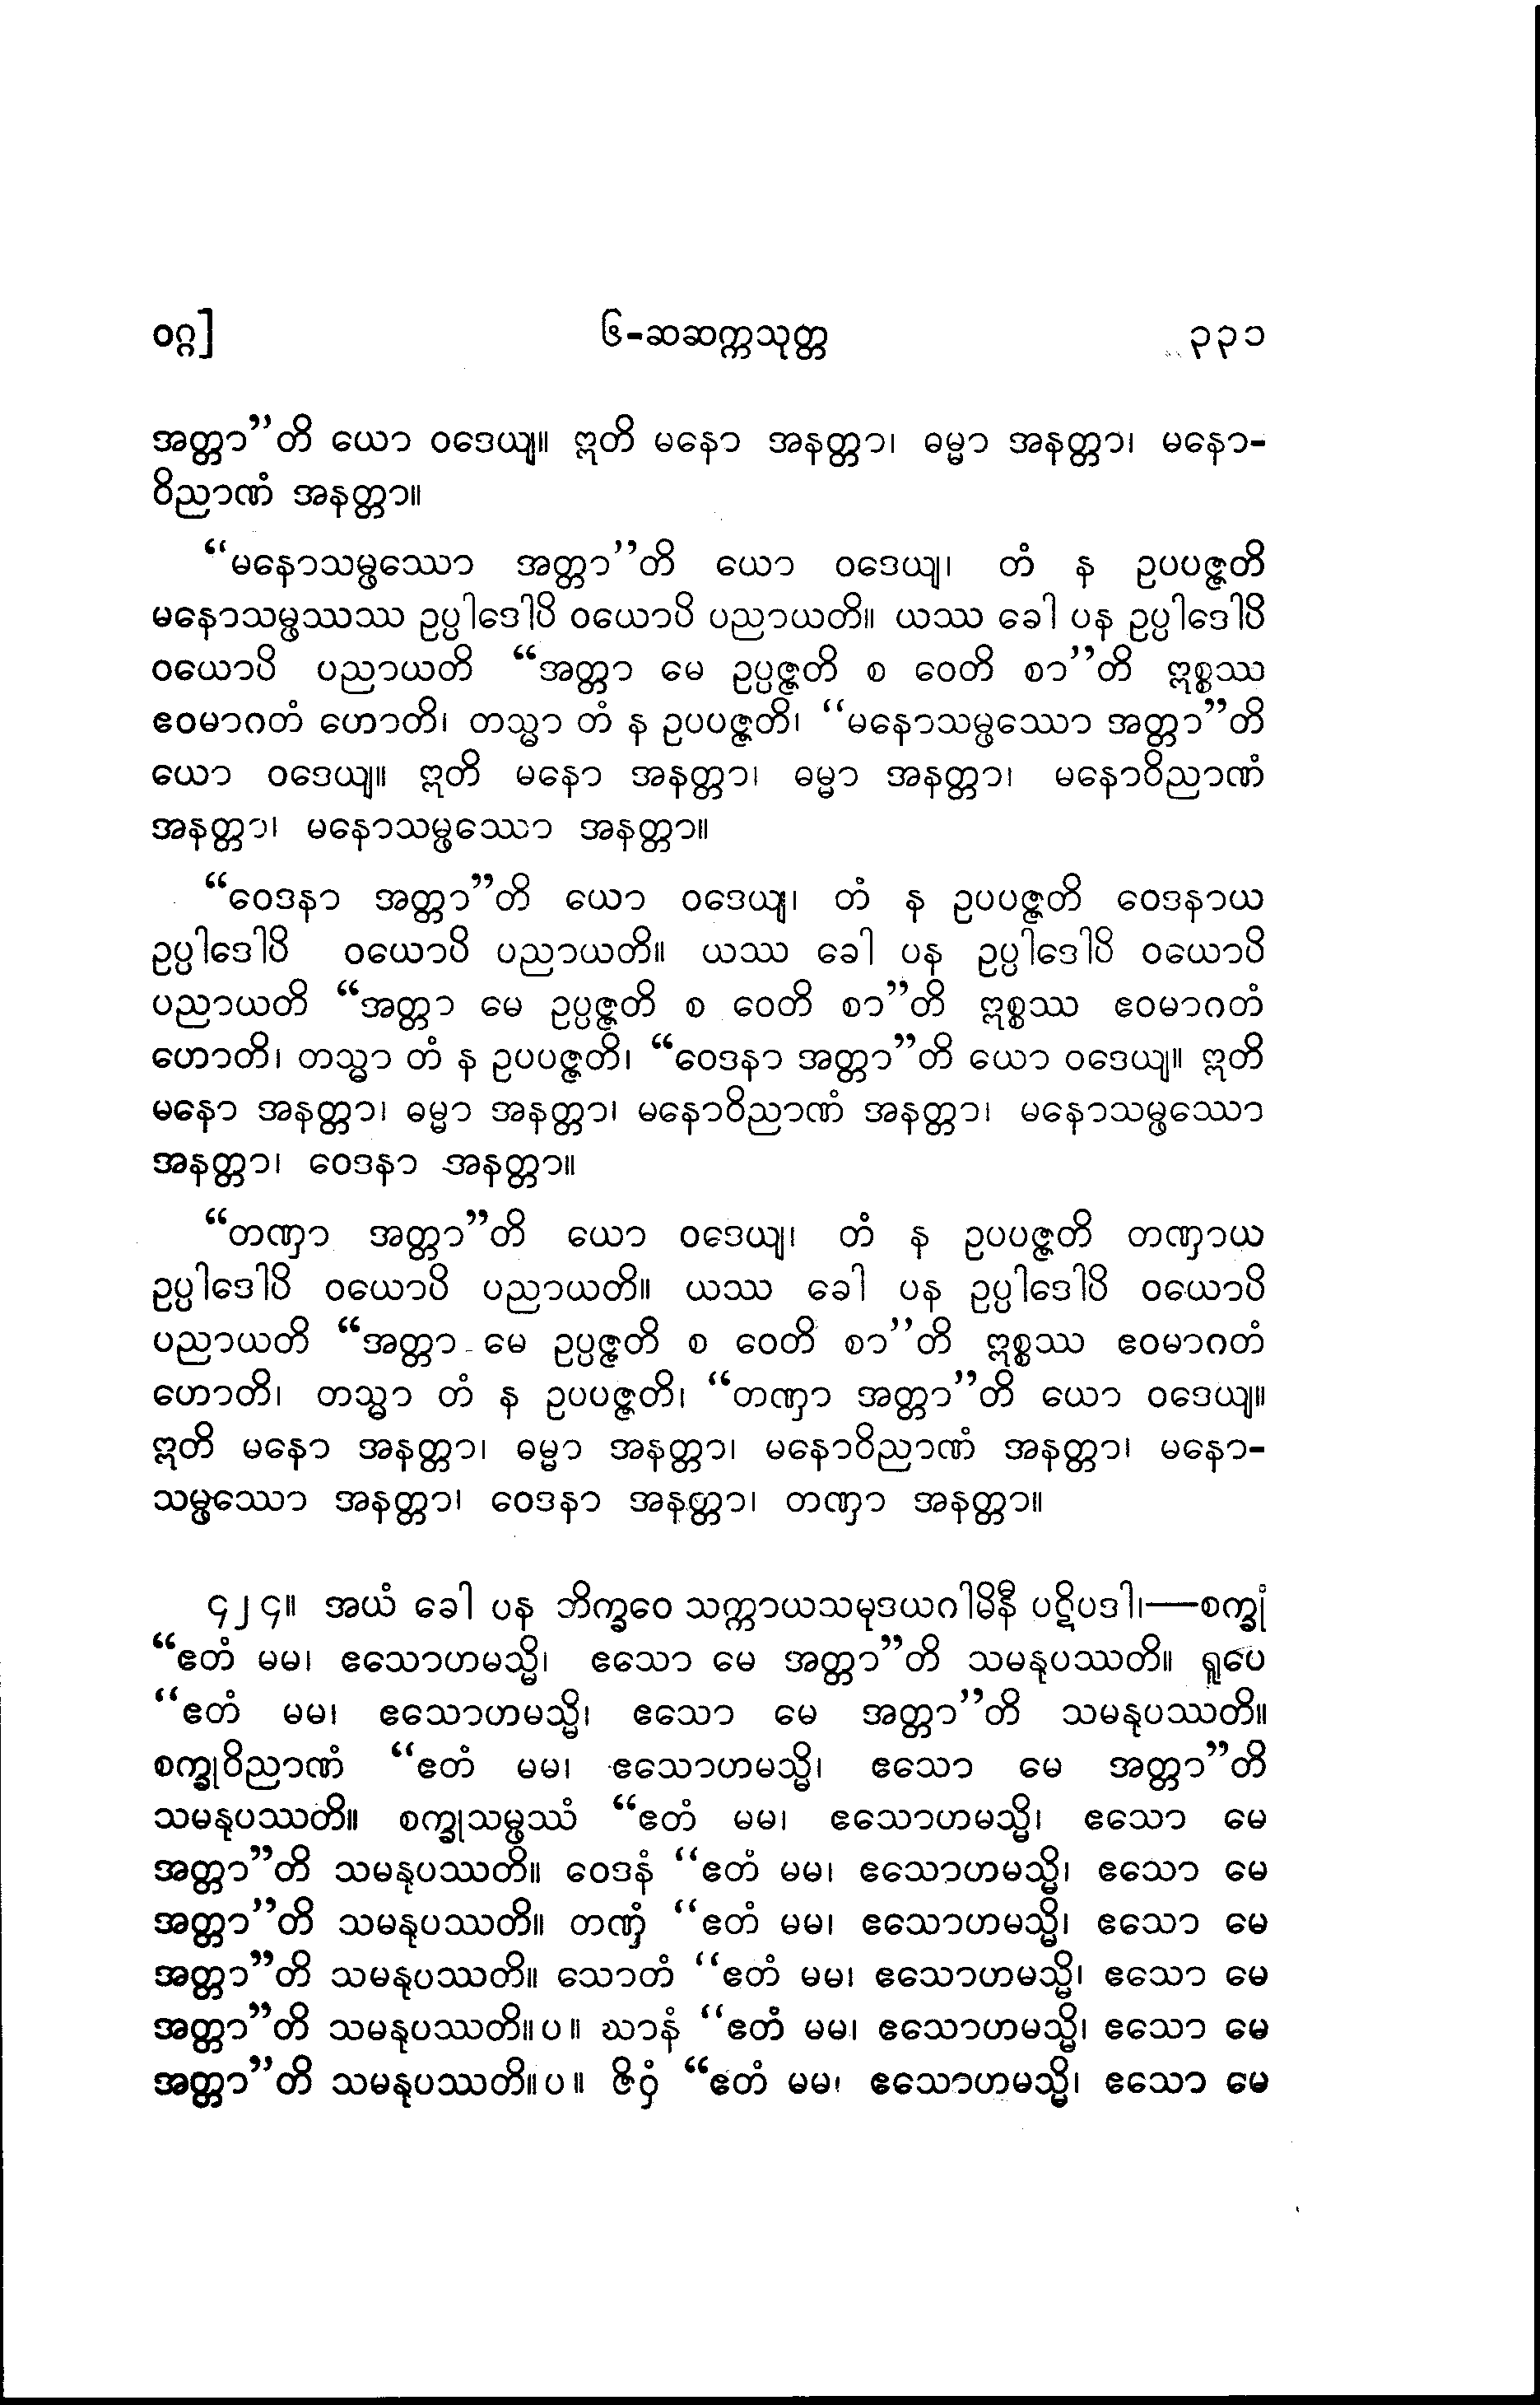 ဝဂ္ဂ] ၆-ဆဆက္ကသုတ္တ ၃၃၁
အတ္တာ”တိ ယော ဝဒေယျ။ ဣတိ မနော အနတ္တာ၊ ဓမ္မာ အနတ္တာ၊ မနော-
ဝိညာဏံ အနတ္တာ။
“မနောသမ္ဖဿော အတ္တာ”တိ ယော ဝဒေယျ၊ တံ န ဥပပဇ္ဇတိ
မနောသမ္ဖဿဿ ဥပ္ပါဒေါပိ ဝယောပိ ပညာယတိ။ ယဿ ခေါ ပန ဥပ္ပါဒေါပိ
ဝယောပိ ပညာယတိ “အတ္တာ မေ ဥပ္ပဇ္ဇတိ စ ဝေတိ စာ”တိ ဣစ္စဿ
ဧဝမာဂတံ ဟောတိ၊ တသ္မာ တံ န ဥပပဇ္ဇတိ၊ “မနောသမ္ဖဿော အတ္တာ”တိ
ယော ဝဒေယျ။ ဣတိ မနော အနတ္တာ၊ ဓမ္မာ အနတ္တာ၊ မနောဝိညာဏံ
အနတ္တာ၊ မနောသမ္ဖဿော အနတ္တာ။
“ဝေဒနာ အတ္တာ”တိ ယော ဝဒေယျ၊ တံ န ဥပပဇ္ဇတိ ဝေဒနာယ
ဥပ္ပါဒေါပိ ဝယောပိ ပညာယတိ။ ယဿ ခေါ ပန ဥပ္ပါဒေါပိ ဝယောပိ
ပညာယတိ “အတ္တာ မေ ဥပ္ပဇ္ဇတိ စ ဝေတိ စာ”တိ ဣစ္စဿ ဧဝမာဂတံ
ဟောတိ၊ တသ္မာ တံ န ဥပပဇ္ဇတိ၊ “ဝေဒနာ အတ္တာ”တိ ယော ဝဒေယျ။ ဣတိ
မနော အနတ္တာ၊ ဓမ္မာ အနတ္တာ၊ မနောဝိညာဏံ အနတ္တာ၊ မနောသမ္ဖဿော
အနတ္တာ၊ ဝေဒနာ အနတ္တာ။
“တဏှာ အတ္တာ”တိ ယော ဝဒေယျ၊ တံ န ဥပပဇ္ဇတိ တဏှာယ
ဥပ္ပါဒေါပိ ဝယောပိ ပညာယတိ။ ယဿ ခေါ ပန ဥပ္ပါဒေါပိ ဝယောပိ
ပညာယတိ “အတ္တာ မေ ဥပ္ပဇ္ဇတိ စ ဝေတိ စာ”တိ ဣစ္စဿ ဧဝမာဂတံ
ဟောတိ၊ တသ္မာ တံ န ဥပပဇ္ဇတိ၊ “တဏှာ အတ္တာ”တိ ယော ဝဒေယျ။
ဣတိ မနော အနတ္တာ၊ ဓမ္မာ အနတ္တာ၊ မနောဝိညာဏံ အနတ္တာ၊ မနော-
သမ္ဖဿော အနတ္တာ၊ ဝေဒနာ အနတ္တာ၊ တဏှာ အနတ္တာ။
၄၂၄။ အယံ ခေါ ပန ဘိက္ခဝေ သက္ကာယသမုဒယဂါမိနီ ပဋိပဒါ၊—စက္ခုံ
“ဧတံ မမ၊ ဧသောဟမသ္မိ၊ ဧသော မေ အတ္တာ”တိ သမနုပဿတိ။ ရူပေ
“ဧတံ မမ၊ ဧသောဟမသ္မိ၊ ဧသော မေ အတ္တာ”တိ သမနုပဿတိ။
စက္ခုဝိညာဏံ “ဧတံ မမ၊ ဧသောဟမသ္မိ၊ ဧသော မေ အတ္တာ”တိ
သမနုပဿတိ။ စက္ခုသမ္ဖဿံ “ဧတံ မမ၊ ဧသောဟမသ္မိ၊ ဧသော မေ
အတ္တာ”တိ သမနုပဿတိ။ ဝေဒနံ “ဧတံ မမ၊ ဧသောဟမသ္မိ၊ ဧသော မေ
အတ္တာ”တိ သမနုပဿတိ။ တဏှံ “ဧတံ မမ၊ ဧသောဟမသ္မိ၊ ဧသော မေ
အတ္တာ”တိ သမနုပဿတိ။ သောတံ “ဧတံ မမ၊ ဧသောဟမသ္မိ၊ ဧသော မေ
အတ္တာ”တိ သမနုပဿတိ။ပ။ ဃာနံ “ဧတံ မမ၊ ဧသောဟမသ္မိ၊ ဧသော မေ
အတ္တာ”တိ သမနုပဿတိ။ပ။ ဇိဝှံ “ဧတံ မမ၊ ဧသောဟမသ္မိ၊ ဧသော မေ